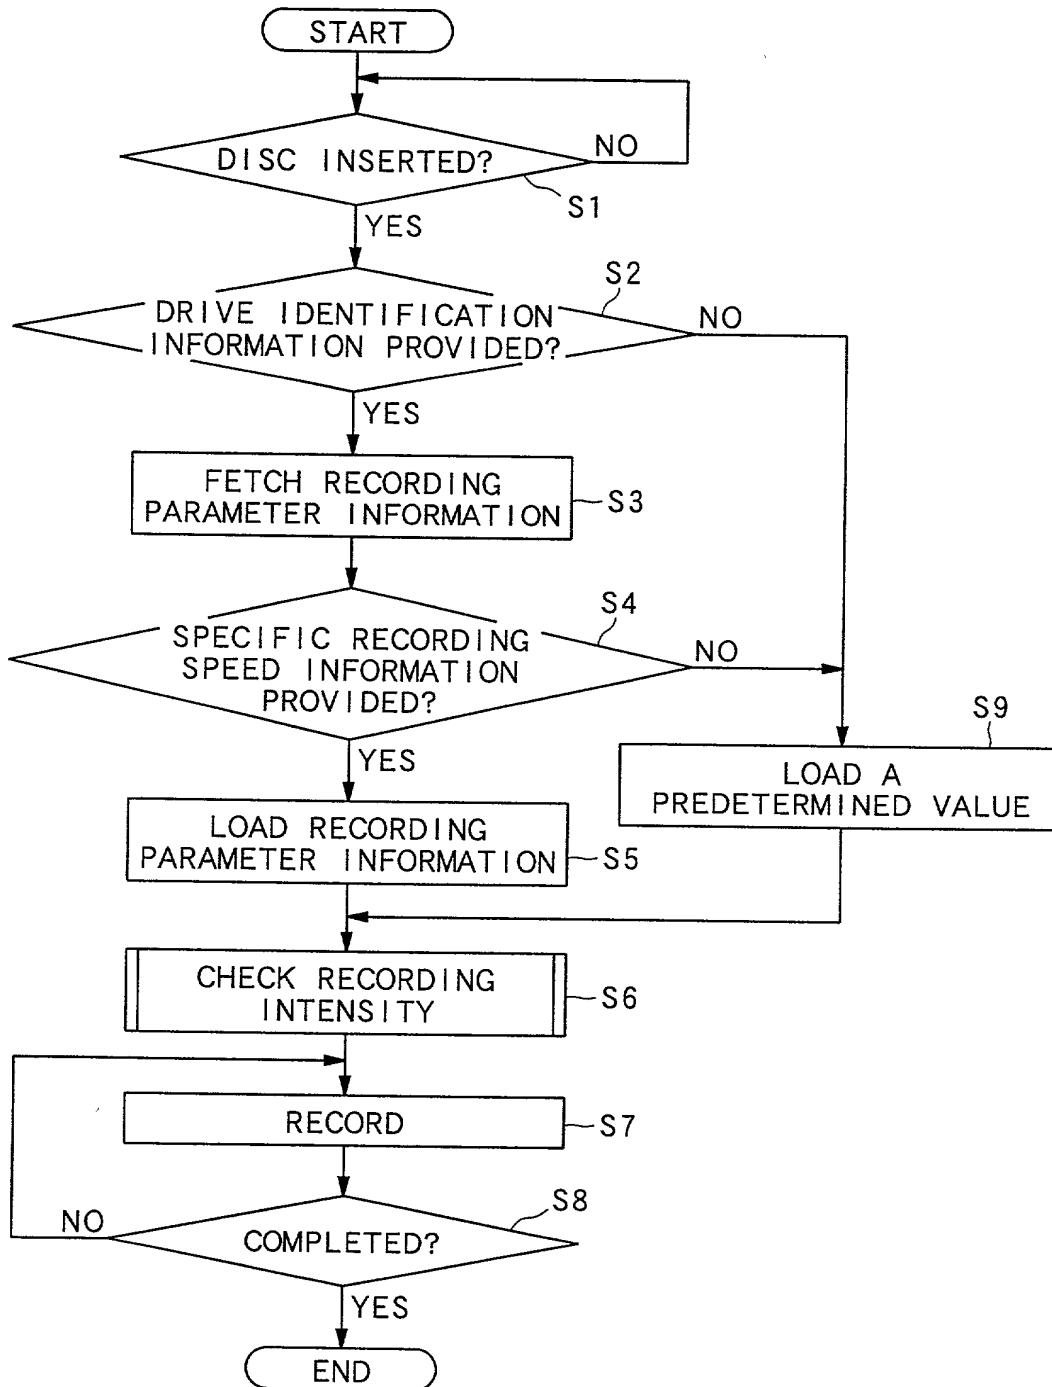 START
DISC INSERTED?
NO
S1
YES
S2
DRIVE IDENTIFICATION
INFORMATION PROVIDED?
NO
YES
FETCH RECORDING
PARAMETER INFORMATION
S3
S4
SPECIFIC RECORDING
SPEED INFORMATION
PROVIDED?
NO
YES
S9
LOAD A
PREDETERMINED VALUE
LOAD RECORDING
PARAMETER INFORMATION
S5
CHECK RECORDING
INTENSITY
S6
RECORD
S7
S8
NO
COMPLETED?
YES
END